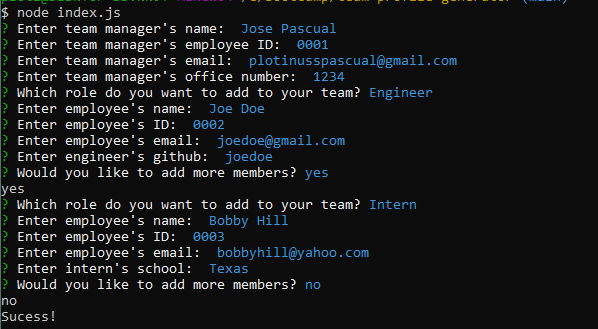 $ node index.js
? Enter team manager's name:  Jose Pascual
? Enter team manager's employee ID:  0001
? Enter team manager's email:  plotinusspascual@gmail.com
? Enter team manager's office number:  1234
? Which role do you want to add to your team? Engineer
? Enter employee's name:  Joe Doe
? Enter employee's ID:  0002
? Enter employee's email:  joedoe@gmail.com
? Enter engineer's github:  joedoe
? Would you like to add more members? yes
yes
? Which role do you want to add to your team? Intern
? Enter employee's name:  Bobby Hill
? Enter employee's ID:  0003
? Enter employee's email:  bobbyhill@yahoo.com
? Enter intern's school:  Texas
? Would you like to add more members? no
no
Sucess!